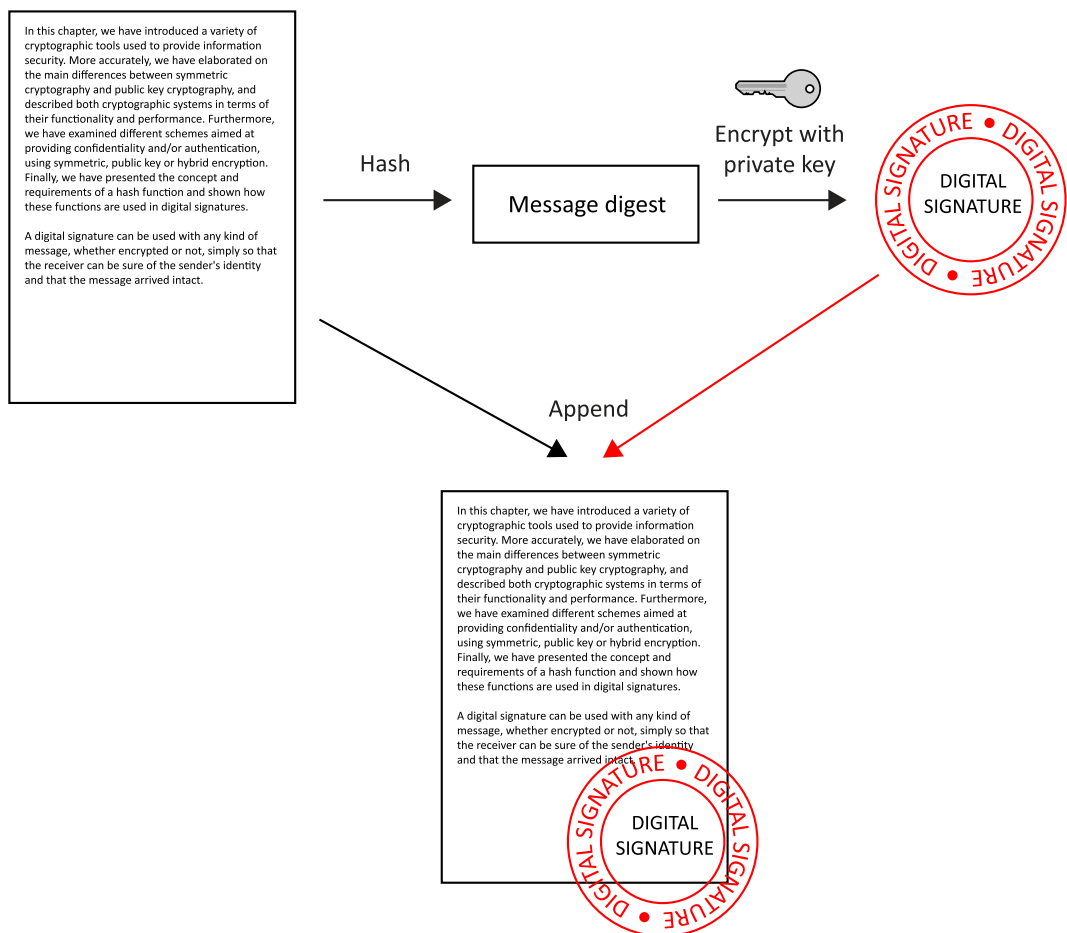 In this chapter, we have introduced a variety of
cryptographic tools used to provide information
security. More accurately, we have elaborated on
the main differences between symmetric
cryptography and public key cryptography, and
described both cryptographic systems in terms of
their functionality and performance. Furthermore,
we have examined different schemes aimed at
providing confidentiality and/or authentication,
using symmetric, public key or hybrid encryption.
Finally, we have presented the concept and
requirements of a hash function and shown how
these functions are used in digital signatures.
A digital signature can be used with any kind of
message, whether encrypted or not, simply so that
the receiver can be sure of the sender's identity
and that the message arrived intact.
Hash
Message digest
Encrypt with
private key
DIGITAL SIGNATURE • DIGITAL SIGNATURE •
DIGITAL
SIGNATURE
Append
In this chapter, we have introduced a variety of
cryptographic tools used to provide information
security. More accurately, we have elaborated on
the main differences between symmetric
cryptography and public key cryptography, and
described both cryptographic systems in terms of
their functionality and performance. Furthermore,
we have examined different schemes aimed at
providing confidentiality and/or authentication,
using symmetric, public key or hybrid encryption.
Finally, we have presented the concept and
requirements of a hash function and shown how
these functions are used in digital signatures.
A digital signature can be used with any kind of
message, whether encrypted or not, simply so that
the receiver can be sure of the sender's identity
and that the message arrived intact.
DIGITAL SIGNATURE • DIGITAL SIGNATURE •
DIGITAL
SIGNATURE